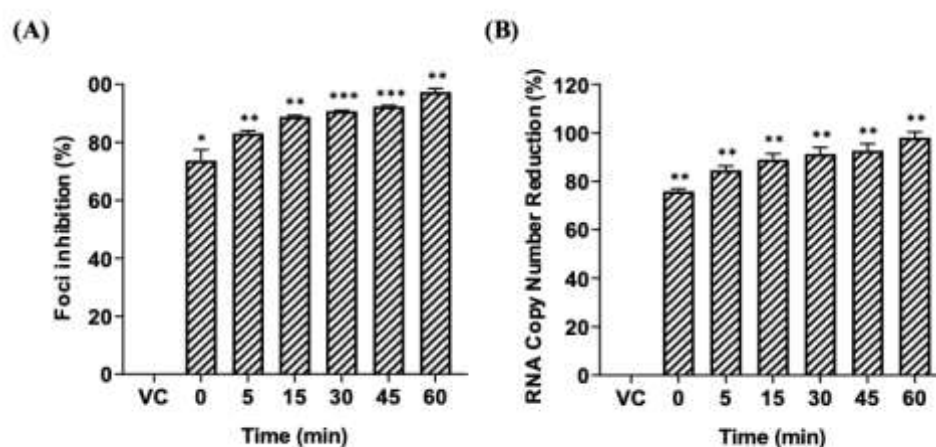 (A)
Foci inhibition (%)
00
80
60
40
20
0
* ** ** *** *** **
VC 0 5 15 30 45 60
Time (min)
(B)
RNA Copy Number Reduction (%)
120
100
80
60
40
20
0
** ** ** ** ** **
VC 0 5 15 30 45 60
Time (min)